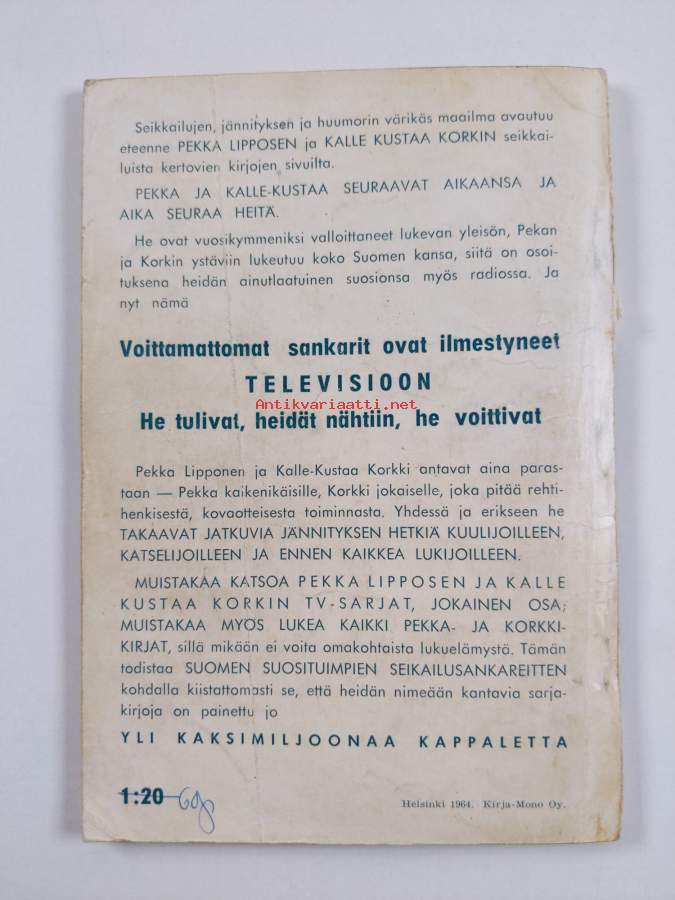 Seikkailujen, jännityksen ja huumorin värikäs maailma avautuu
eteenne PEKKA LIPPOSEN ja KALLE KUSTAA KORKIN seikkai-
luista kertovien kirjojen sivuilta.
PEKKA JA KALLE-KUSTAA SEURAAVAT AIKAANSA JA
AIKA SEURAA HEITÄ.
He ovat vuosikymmeniksi valloittaneet lukevan yleisön, Pekan
ja Korkin ystäviin lukeutuu koko Suomen kansa, siitä on osoi-
tuksena heidän ainutlaatuinen suosionsa myös radiossa. Ja
nyt nämä
Voittamattomat sankarit ovat ilmestyneet
TELEVISIOON
Antikvariaatti.net
He tulivat, heidät nähtiin, he voittivat
Pekka Lipponen ja Kalle-Kustaa Korkki antavat aina paras-
taan — Pekka kaikenikäisille, Korkki jokaiselle, joka pitää rehti-
henkisestä, kovaotteisesta toiminnasta. Yhdessä ja erikseen he
TAKAAVAT JATKUVIA JÄNNITYKSEN HETKIÄ KUULIJOILLEEN,
KATSELIJOILLEEN JA ENNEN KAIKKEA LUKIJOILLEEN.
MUISTAKAA KATSOA PEKKA LIPPOSEN JA KALLE
KUSTAA KORKIN TV-SARJAT, JOKAINEN OSA;
MUISTAKAA MYÖS LUKEA KAIKKI PEKKA- JA KORKKI-
KIRJAT, sillä mikään ei voita omakohtaista lukuelämystä. Tämän
todistaa SUOMEN SUOSITUIMPIEN SEIKAILUSANKAREITTEN
kohdalla kiistattomasti se, että heidän nimeään kantavia sarja-
kirjoja on painettu jo
YLI KAKSIMILJOONAA KAPPALETTA
1:20
Helsinki 1964. Kirja-Mono Oy.